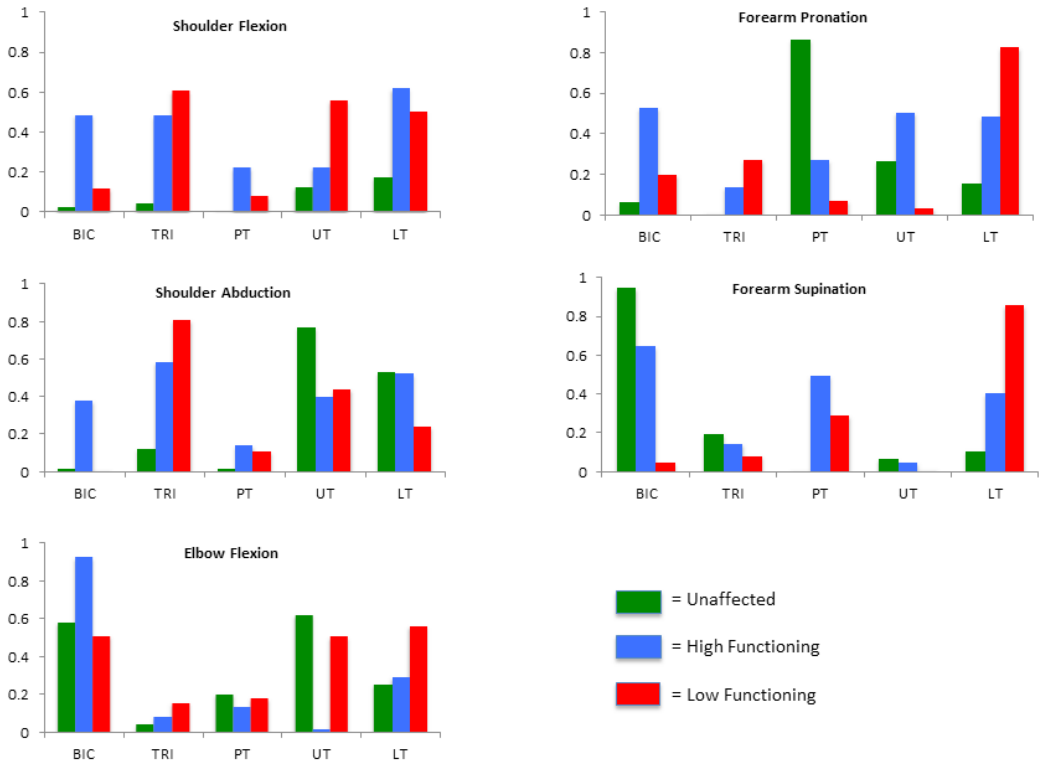 Shoulder Flexion
1
0.8
0.6
0.4
0.2
0
BIC TRI PT UT LT
Forearm Pronation
1
0.8
0.6
0.4
0.2
0
BIC TRI PT UT LT
Shoulder Abduction
1
0.8
0.6
0.4
0.2
0
BIC TRI PT UT LT
Forearm Supination
1
0.8
0.6
0.4
0.2
0
BIC TRI PT UT LT
Elbow Flexion
1
0.8
0.6
0.4
0.2
0
BIC TRI PT UT LT
= Unaffected
= High Functioning
= Low Functioning